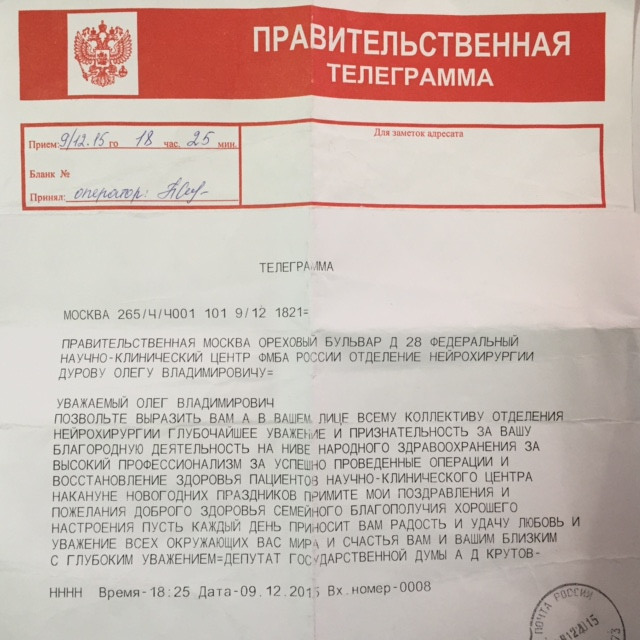 ПРАВИТЕЛЬСТВЕННАЯ
ТЕЛЕГРАММА
Прием: 9/12.15 го 18 час. 25 мин.
Бланк №
Принял: оператор:
Для заметок адресата
ТЕЛЕГРАММА
МОСКВА 265/Ч/Ч001 101 9/12 1821=
ПРАВИТЕЛЬСТВЕННАЯ МОСКВА ОРЕХОВЫЙ БУЛЬВАР Д 28 ФЕДЕРАЛЬНЫЙ
НАУЧНО-КЛИНИЧЕСКИЙ ЦЕНТР ФМБА РОССИИ ОТДЕЛЕНИЕ НЕЙРОХИРУРГИИ
ДУРОВУ ОЛЕГУ ВЛАДИМИРОВИЧУ=
УВАЖАЕМЫЙ ОЛЕГ ВЛАДИМИРОВИЧ
ПОЗВОЛЬТЕ ВЫРАЗИТЬ ВАМ А В ВАШЕМ ЛИЦЕ ВСЕМУ КОЛЛЕКТИВУ ОТДЕЛЕНИЯ
НЕЙРОХИРУРГИИ ГЛУБОЧАЙШЕЕ УВАЖЕНИЕ И ПРИЗНАТЕЛЬНОСТЬ ЗА ВАШУ
БЛАГОРОДНУЮ ДЕЯТЕЛЬНОСТЬ НА НИВЕ НАРОДНОГО ЗДРАВООХРАНЕНИЯ ЗА
ВЫСОКИЙ ПРОФЕССИОНАЛИЗМ ЗА УСПЕШНО ПРОВЕДЕННЫЕ ОПЕРАЦИИ И
ВОССТАНОВЛЕНИЕ ЗДОРОВЬЯ ПАЦИЕНТОВ НАУЧНО-КЛИНИЧЕСКОГО ЦЕНТРА
НАКАНУНЕ НОВОГОДНИХ ПРАЗДНИКОВ ПРИМИТЕ МОИ ПОЗДРАВЛЕНИЯ И
ПОЖЕЛАНИЯ ДОБРОГО ЗДОРОВЬЯ СЕМЕЙНОГО БЛАГОПОЛУЧИЯ ХОРОШЕГО
НАСТРОЕНИЯ ПУСТЬ КАЖДЫЙ ДЕНЬ ПРИНОСИТ ВАМ РАДОСТЬ И УДАЧУ ЛЮБОВЬ И
УВАЖЕНИЕ ВСЕХ ОКРУЖАЮЩИХ ВАС МИРА И СЧАСТЬЯ ВАМ И ВАШИМ БЛИЗКИМ
С ГЛУБОКИМ УВАЖЕНИЕМ=ДЕПУТАТ ГОСУДАРСТВЕННОЙ ДУМЫ А Д КРУТОВ-
НННН Время-18:25 Дата-09.12.2015 Вх.номер-0008
ПОЧТА РОССИИ